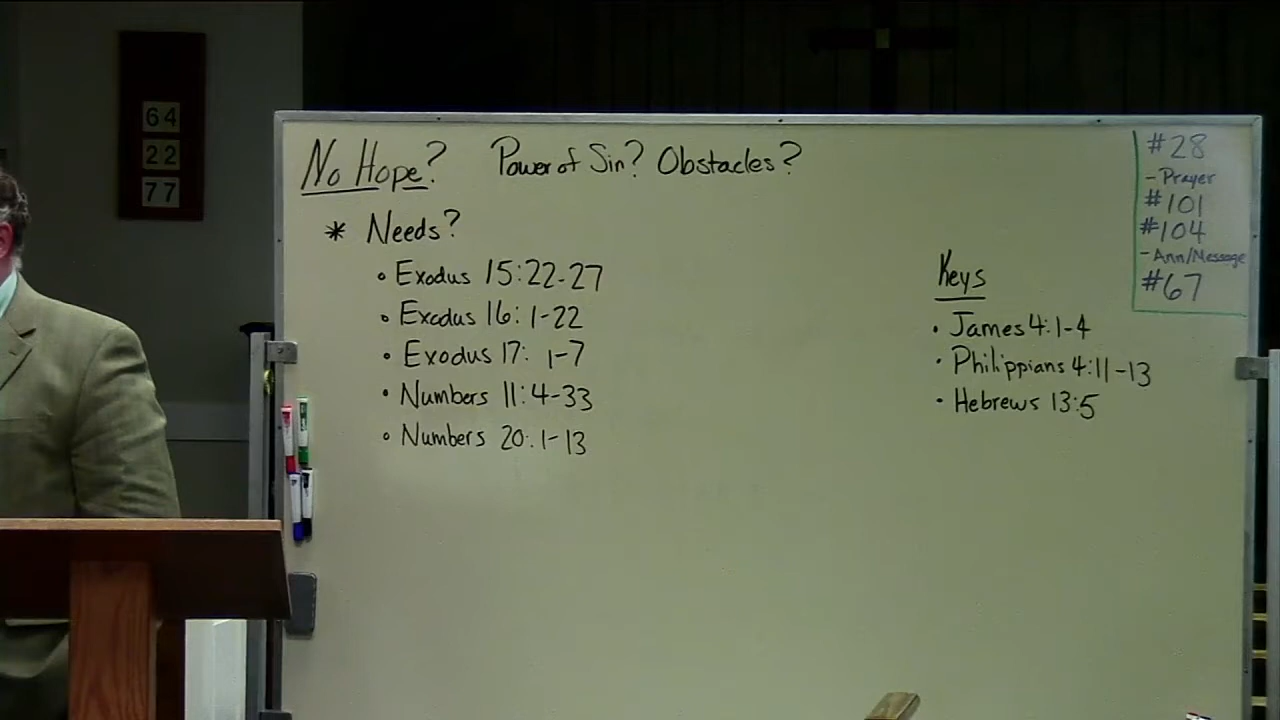 64
22
77
No Hope? Power of Sin? Obstacles?
* Needs?
• Exodus 15:22-27
• Exodus 16: 1-22
• Exodus 17: 1-7
• Numbers 11:4-33
• Numbers 20:1-13
Keys
• James 4:1-4
• Philippians 4:11-13
• Hebrews 13:5
#28
- Prayer
#101
#104
- Ann/Message
#67